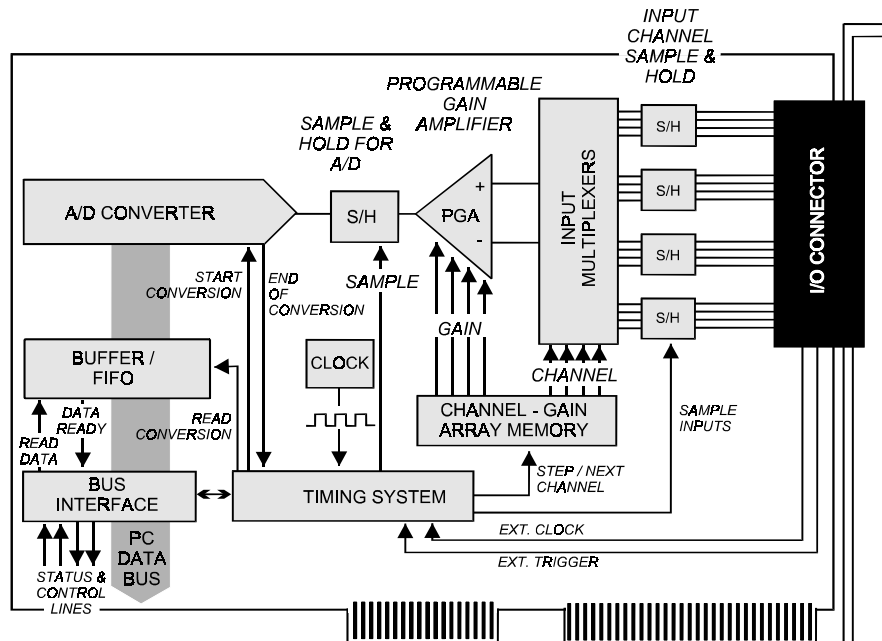 INPUT
CHANNEL
SAMPLE &
HOLD
PROGRAMMABLE
GAIN
AMPLIFIER
SAMPLE &
HOLD FOR
A/D
S/H
S/H
S/H
S/H
I/O CONNECTOR
INPUT
MULTIPLEXERS
+
PGA
-
S/H
A/D CONVERTER
START
CONVERSION
END
OF
CONVERSION
SAMPLE
GAIN
CHANNEL
BUFFER /
FIFO
CLOCK
CHANNEL - GAIN
ARRAY MEMORY
SAMPLE
INPUTS
READ
DATA
DATA
READY
READ
CONVERSION
STEP / NEXT
CHANNEL
BUS
INTERFACE
TIMING SYSTEM
EXT. CLOCK
EXT. TRIGGER
PC
DATA
BUS
STATUS &
CONTROL
LINES